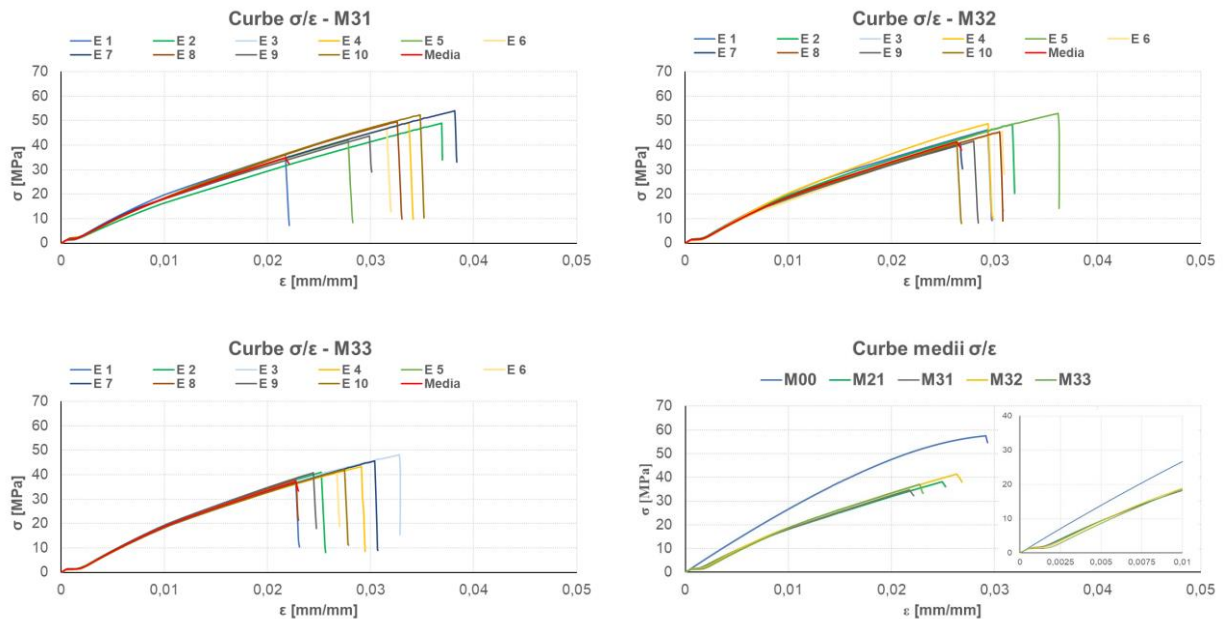 Curbe σ/ε - M31
E 1 E 2 E 3 E 4 E 5 E 6
E 7 E 8 E 9 E 10 Media
70
60
50
40
30
20
10
0
σ [MPa]
0 0,01 0,02 0,03 0,04 0,05
ε [mm/mm]
Curbe σ/ε - M32
E 1 E 2 E 3 E 4 E 5 E 6
E 7 E 8 E 9 E 10 Media
70
60
50
40
30
20
10
0
σ [MPa]
0 0,01 0,02 0,03 0,04 0,05
ε [mm/mm]
Curbe σ/ε - M33
E 1 E 2 E 3 E 4 E 5 E 6
E 7 E 8 E 9 E 10 Media
70
60
50
40
30
20
10
0
σ [MPa]
0 0,01 0,02 0,03 0,04 0,05
ε [mm/mm]
Curbe medii σ/ε
M00 M21 M31 M32 M33
70
60
50
40
30
20
10
0
σ [MPa]
0 0,01 0,02 0,03 0,04 0,05
ε [mm/mm]
40
30
20
10
0
0 0,0025 0,005 0,0075 0,01